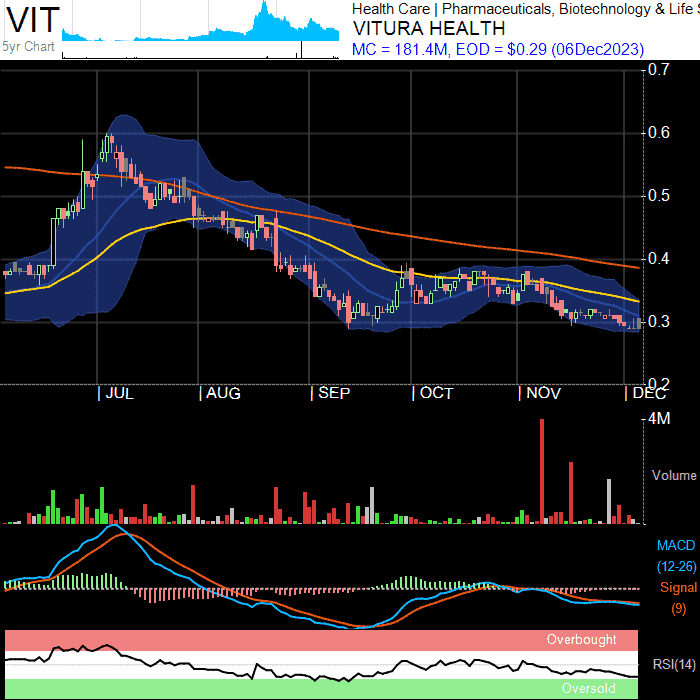 VIT
5yr Chart
Health Care | Pharmaceuticals, Biotechnology & Life S
VITURA HEALTH
MC = 181.4M, EOD = $0.29 (06Dec2023)
0.7
0.6
0.5
0.4
0.3
0.2
| JUL | AUG | SEP | OCT | NOV | DEC
4M
Volume
MACD
(12-26)
Signal
(9)
Overbought
RSI(14)
Oversold